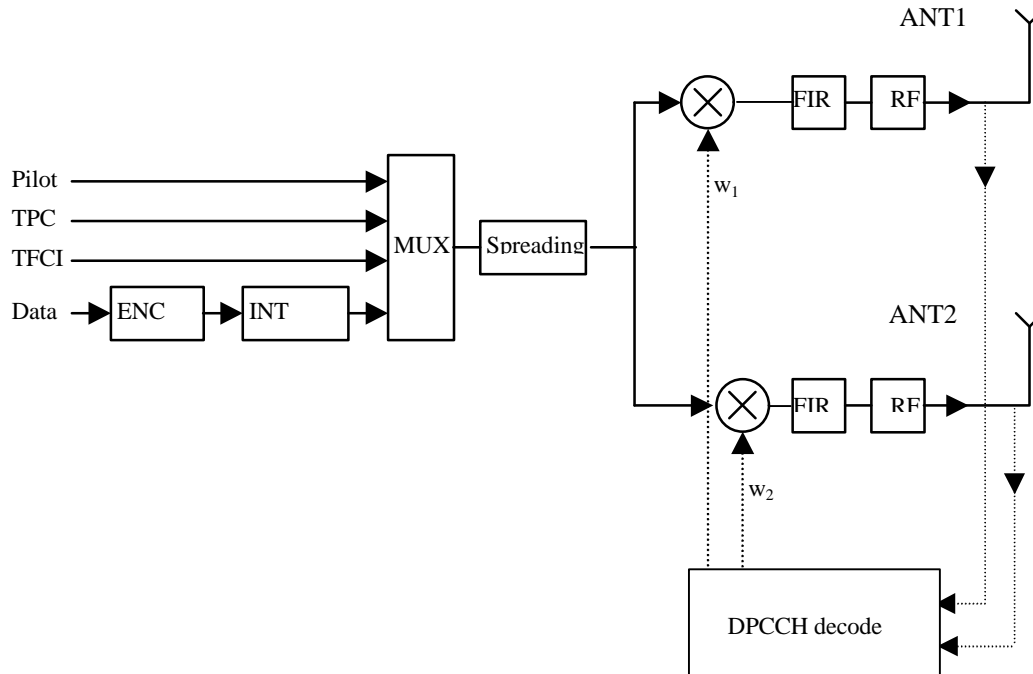 ANT1
FIR RF
Pilot
w1
TPC
MUX Spreading
TFCI
Data ENC INT
ANT2
FIR RF
w2
DPCCH decode